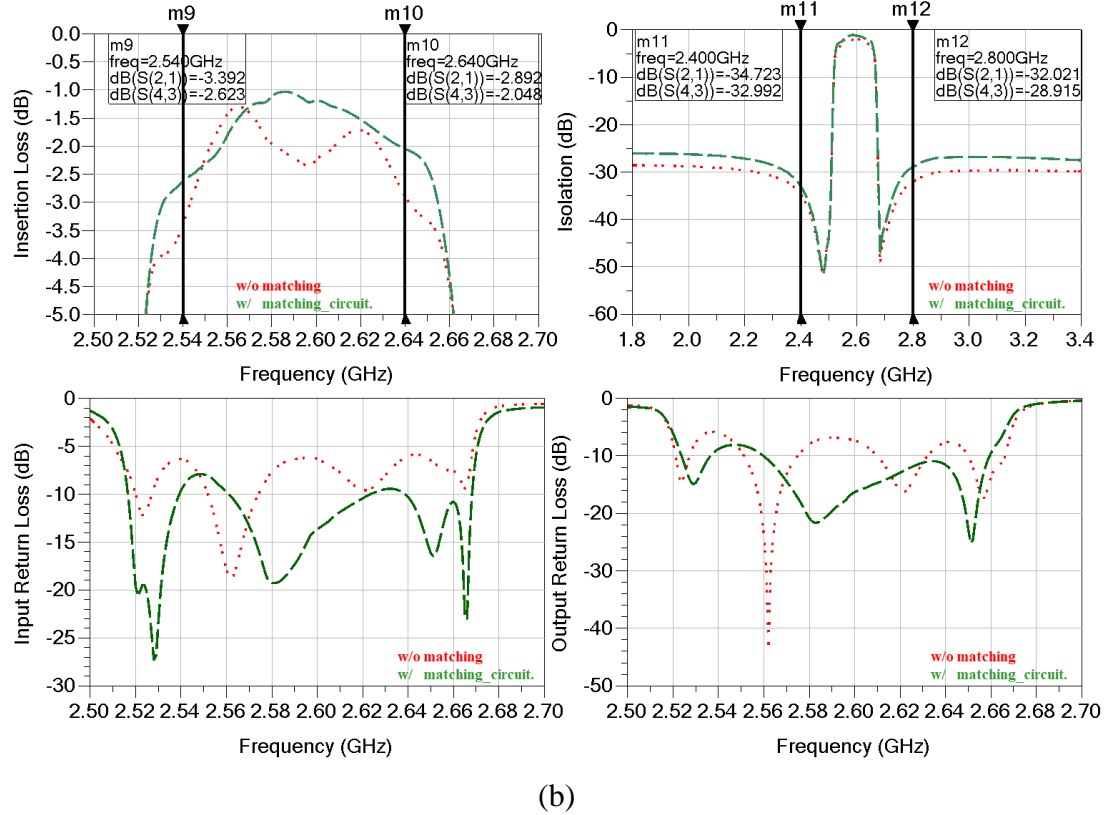 m9 m10
m9
freq=2.540GHz
dB(S(2,1))=-3.392
dB(S(4,3))=-2.623
m10
freq=2.640GHz
dB(S(2,1))=-2.892
dB(S(4,3))=-2.048
0.0
-0.5
-1.0
-1.5
-2.0
-2.5
-3.0
-3.5
-4.0
-4.5
-5.0
Insertion Loss (dB)
w/o matching
w/ matching_circuit.
2.50 2.52 2.54 2.56 2.58 2.60 2.62 2.64 2.66 2.68 2.70
Frequency (GHz)
m11 m12
m11
freq=2.400GHz
dB(S(2,1))=-34.723
dB(S(4,3))=-32.992
m12
freq=2.800GHz
dB(S(2,1))=-32.021
dB(S(4,3))=-28.915
0
-10
-20
-30
-40
-50
-60
Isolation (dB)
w/o matching
w/ matching_circuit.
1.8 2.0 2.2 2.4 2.6 2.8 3.0 3.2 3.4
Frequency (GHz)
0
-5
-10
-15
-20
-25
-30
Input Return Loss (dB)
w/o matching
w/ matching_circuit.
2.50 2.52 2.54 2.56 2.58 2.60 2.62 2.64 2.66 2.68 2.70
Frequency (GHz)
0
-10
-20
-30
-40
-50
Output Return Loss (dB)
w/o matching
w/ matching_circuit.
2.50 2.52 2.54 2.56 2.58 2.60 2.62 2.64 2.66 2.68 2.70
Frequency (GHz)
(b)